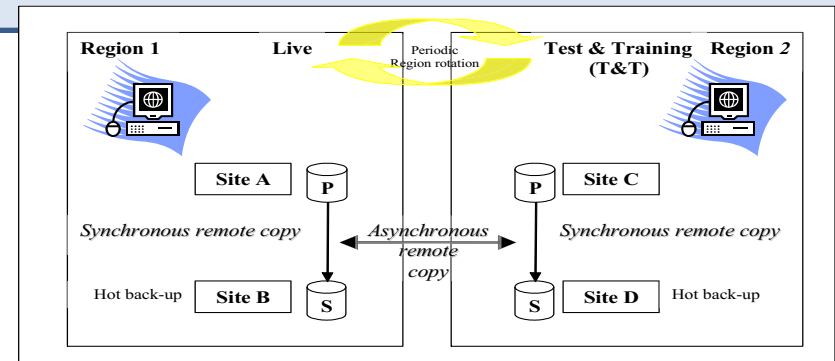 Region 1
Live
Periodic
Region rotation
Test & Training
(T&T)
Region 2
Site A
P
P
Site C
Synchronous remote copy
Asynchronous
remote
copy
Synchronous remote copy
Hot back-up
Site B
S
S
Site D
Hot back-up